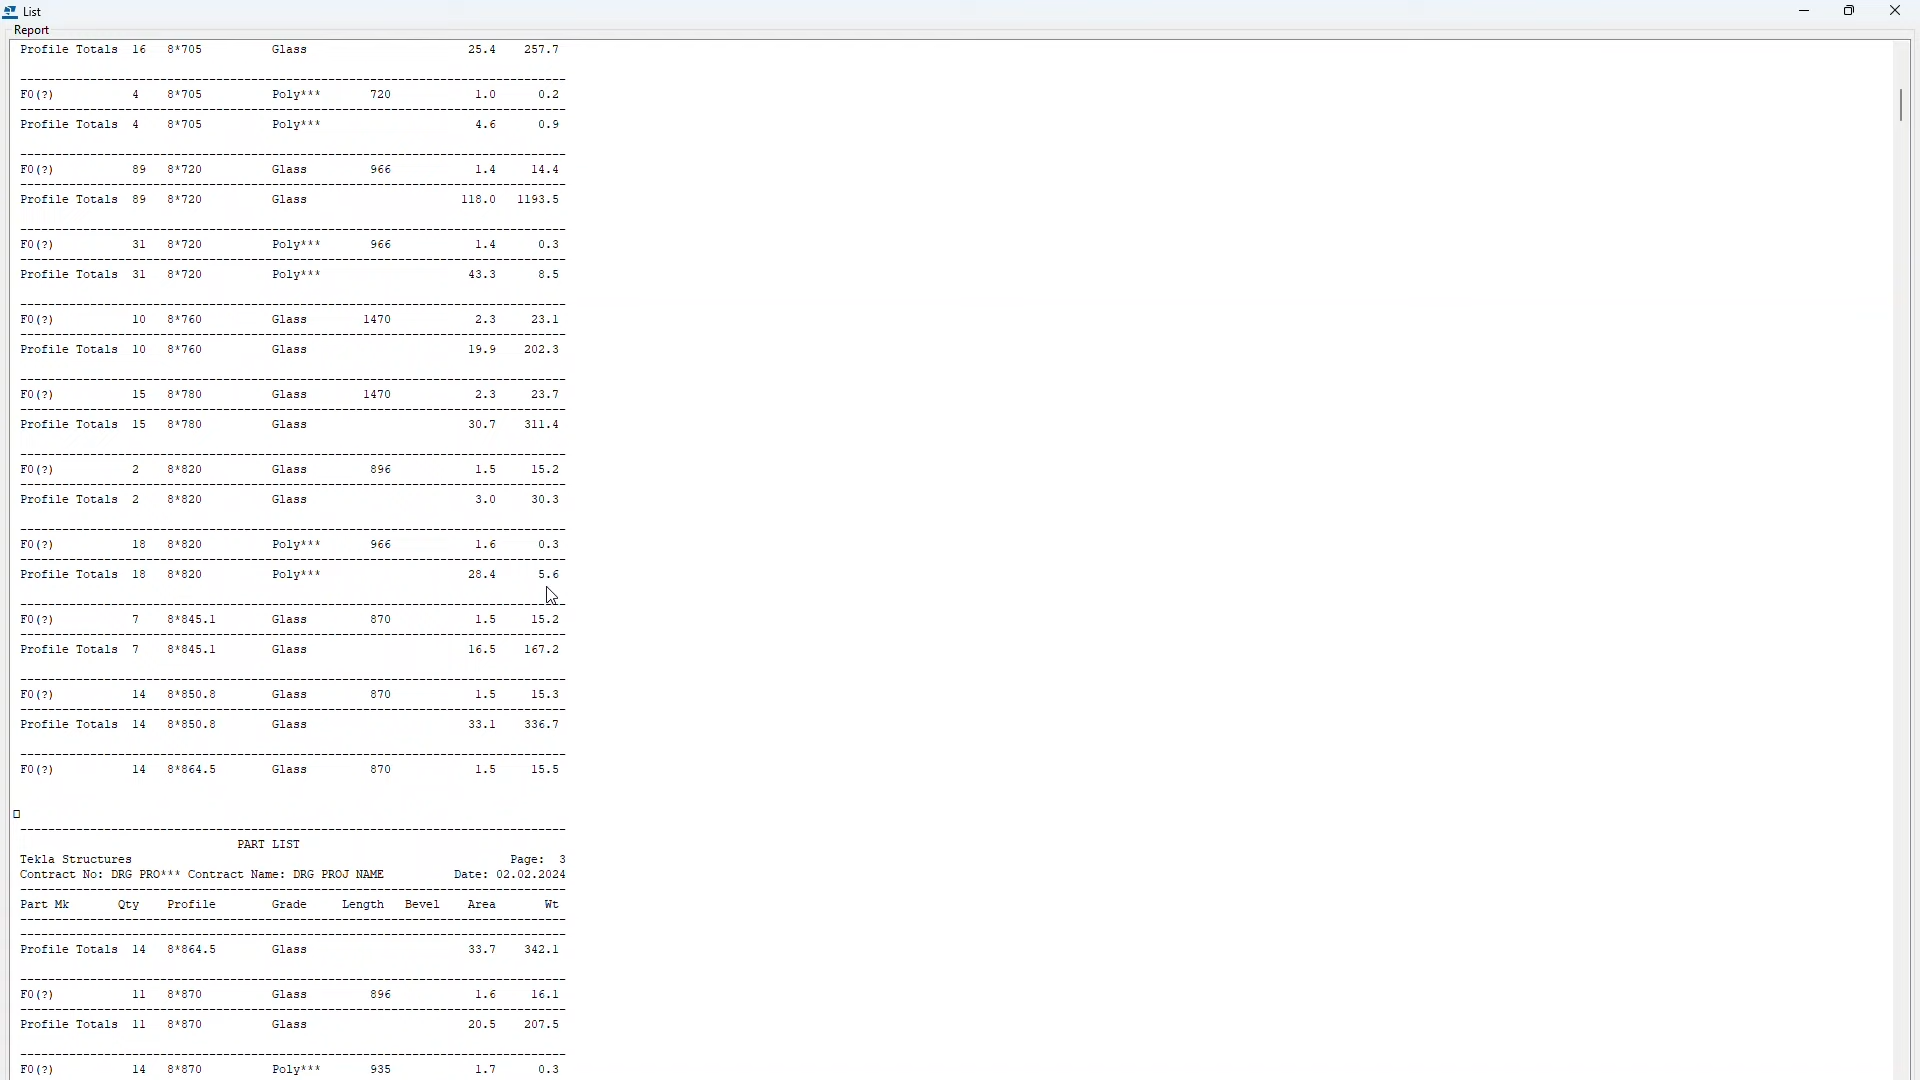 List
Report
Profile Totals 16 8*705 Glass 25.4 257.7
F0(?) 4 8*705 Poly*** 720 1.0 0.2
Profile Totals 4 8*705 Poly*** 4.6 0.9
F0(?) 89 8*720 Glass 966 1.4 14.4
Profile Totals 89 8*720 Glass 118.0 1193.5
F0(?) 31 8*720 Poly*** 966 1.4 0.3
Profile Totals 31 8*720 Poly*** 43.3 8.5
F0(?) 10 8*760 Glass 1470 2.3 23.1
Profile Totals 10 8*760 Glass 19.9 202.3
F0(?) 15 8*780 Glass 1470 2.3 23.7
Profile Totals 15 8*780 Glass 30.7 311.4
F0(?) 2 8*820 Glass 896 1.5 15.2
Profile Totals 2 8*820 Glass 3.0 30.3
F0(?) 18 8*820 Poly*** 966 1.6 0.3
Profile Totals 18 8*820 Poly*** 28.4 5.6
F0(?) 7 8*845.1 Glass 870 1.5 15.2
Profile Totals 7 8*845.1 Glass 16.5 167.2
F0(?) 14 8*850.8 Glass 870 1.5 15.3
Profile Totals 14 8*850.8 Glass 33.1 336.7
F0(?) 14 8*864.5 Glass 870 1.5 15.5
PART LIST
Tekla Structures Page: 3
Contract No: DRG PRO*** Contract Name: DRG PROJ NAME Date: 02.02.2024
Part Mk Qty Profile Grade Length Bevel Area Wt
Profile Totals 14 8*864.5 Glass 33.7 342.1
F0(?) 11 8*870 Glass 896 1.6 16.1
Profile Totals 11 8*870 Glass 20.5 207.5
F0(?) 14 8*870 Poly*** 935 1.7 0.3